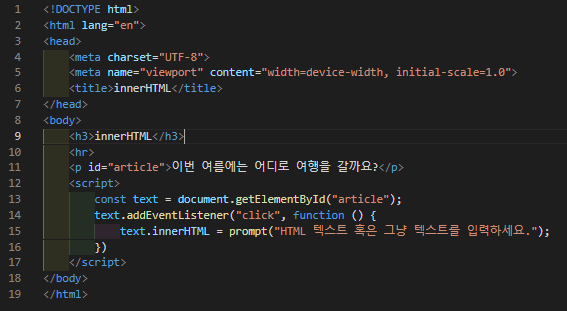 1 <!DOCTYPE html>
2 <html lang="en">
3 <head>
4     <meta charset="UTF-8">
5     <meta name="viewport" content="width=device-width, initial-scale=1.0">
6     <title>innerHTML</title>
7 </head>
8 <body>
9     <h3>innerHTML</h3>
10     <hr>
11     <p id="article">이번 여름에는 어디로 여행을 갈까요?</p>
12     <script>
13         const text = document.getElementById("article");
14         text.addEventListener("click", function () {
15             text.innerHTML = prompt("HTML 텍스트 혹은 그냥 텍스트를 입력하세요.");
16         })
17     </script>
18 </body>
19 </html>